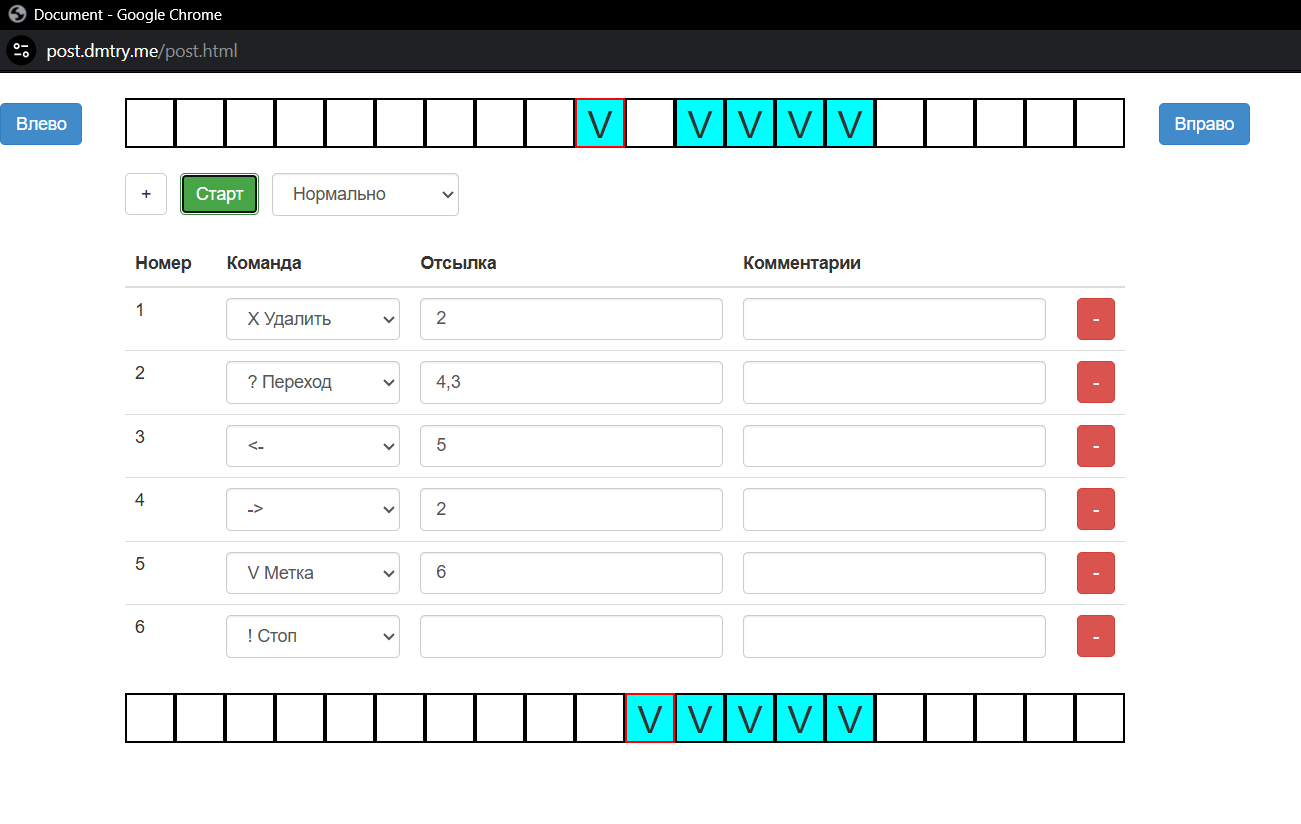 Document - Google Chrome
post.dmtry.me/post.html
Влево V V V V V Вправо
+ Старт Нормально
Номер Команда Отсылка Комментарии
1 X Удалить 2 -
2 ? Переход 4,3 -
3 <- 5 -
4 -> 2 -
5 V Метка 6 -
6 ! Стоп -
V V V V V